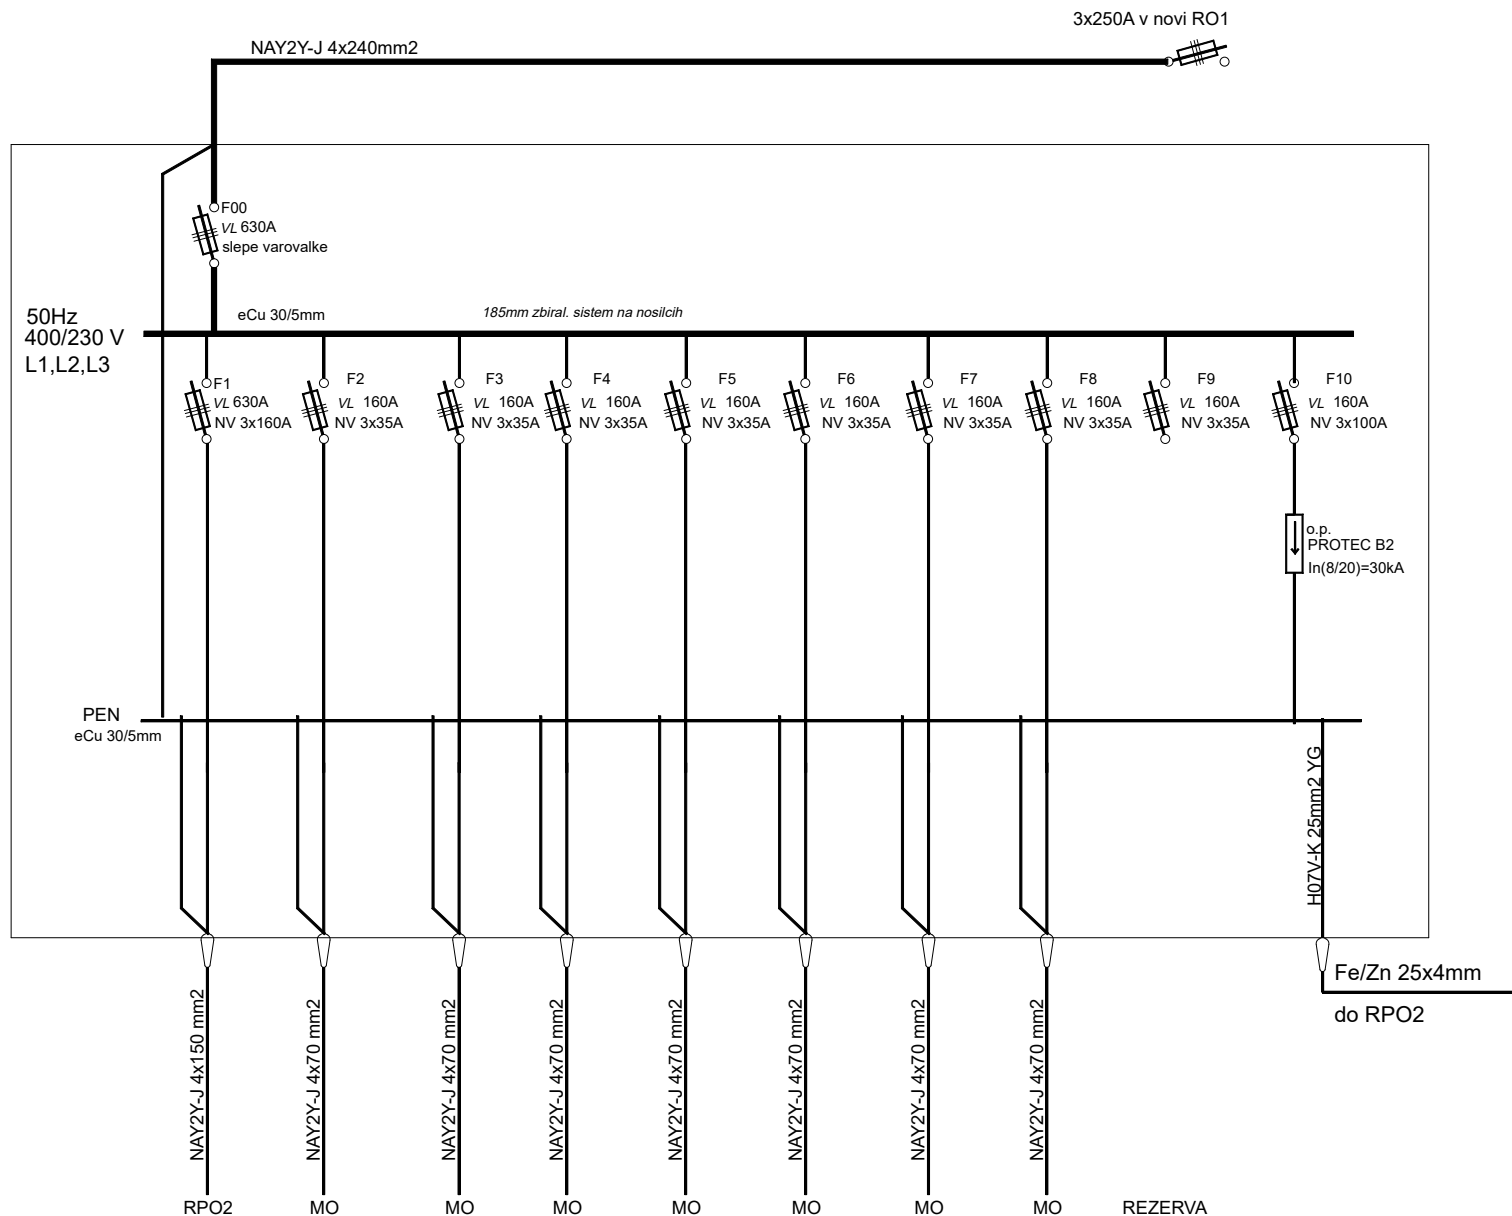 3x250A v novi RO1
NAY2Y-J 4x240mm2
F00
VL 630A
slepe varovalke
50Hz
400/230 V
L1,L2,L3
eCu 30/5mm
185mm zbiral. sistem na nosilcih
F1
VL 630A
NV 3x160A
F2
VL 160A
NV 3x35A
F3
VL 160A
NV 3x35A
F4
VL 160A
NV 3x35A
F5
VL 160A
NV 3x35A
F6
VL 160A
NV 3x35A
F7
VL 160A
NV 3x35A
F8
VL 160A
NV 3x35A
F9
VL 160A
NV 3x35A
F10
VL 160A
NV 3x100A
o.p.
PROTEC B2
In(8/20)=30kA
PEN
eCu 30/5mm
H07V-K 25mm2 YG
Fe/Zn 25x4mm
do RPO2
NAY2Y-J 4x150 mm2
NAY2Y-J 4x70 mm2
NAY2Y-J 4x70 mm2
NAY2Y-J 4x70 mm2
NAY2Y-J 4x70 mm2
NAY2Y-J 4x70 mm2
NAY2Y-J 4x70 mm2
NAY2Y-J 4x70 mm2
RPO2
MO
MO
MO
MO
MO
MO
MO
REZERVA